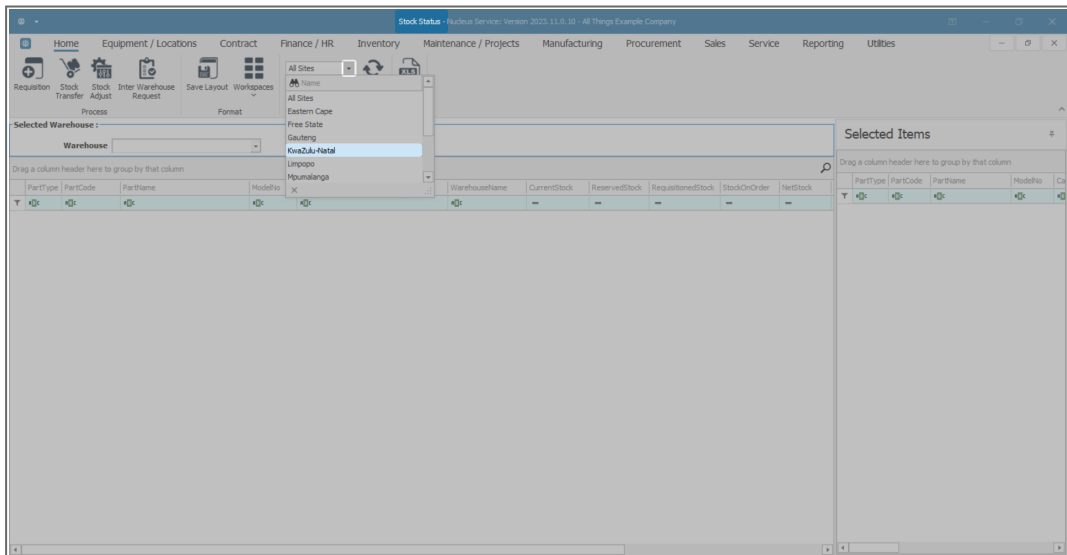 Stock Status - Nucleus Service: Version 2023.11.0.10 - All Things Example Company
Home Equipment / Locations Contract Finance / HR Inventory Maintenance / Projects Manufacturing Procurement Sales Service Reporting Utilities
Requisition Stock Transfer Stock Adjust Inter Warehouse Request Save Layout Workspaces All Sites XLS
Process Format
Name
All Sites
Eastern Cape
Free State
Gauteng
KwaZulu-Natal
Limpopo
Mpumalanga
Selected Warehouse :
Warehouse
Drag a column header here to group by that column
PartType PartCode PartName ModelNo WarehouseName CurrentStock ReservedStock RequisitionedStock StockOnOrder NetStock
Selected Items
Drag a column header here to group by that column
PartType PartCode PartName ModelNo Ca